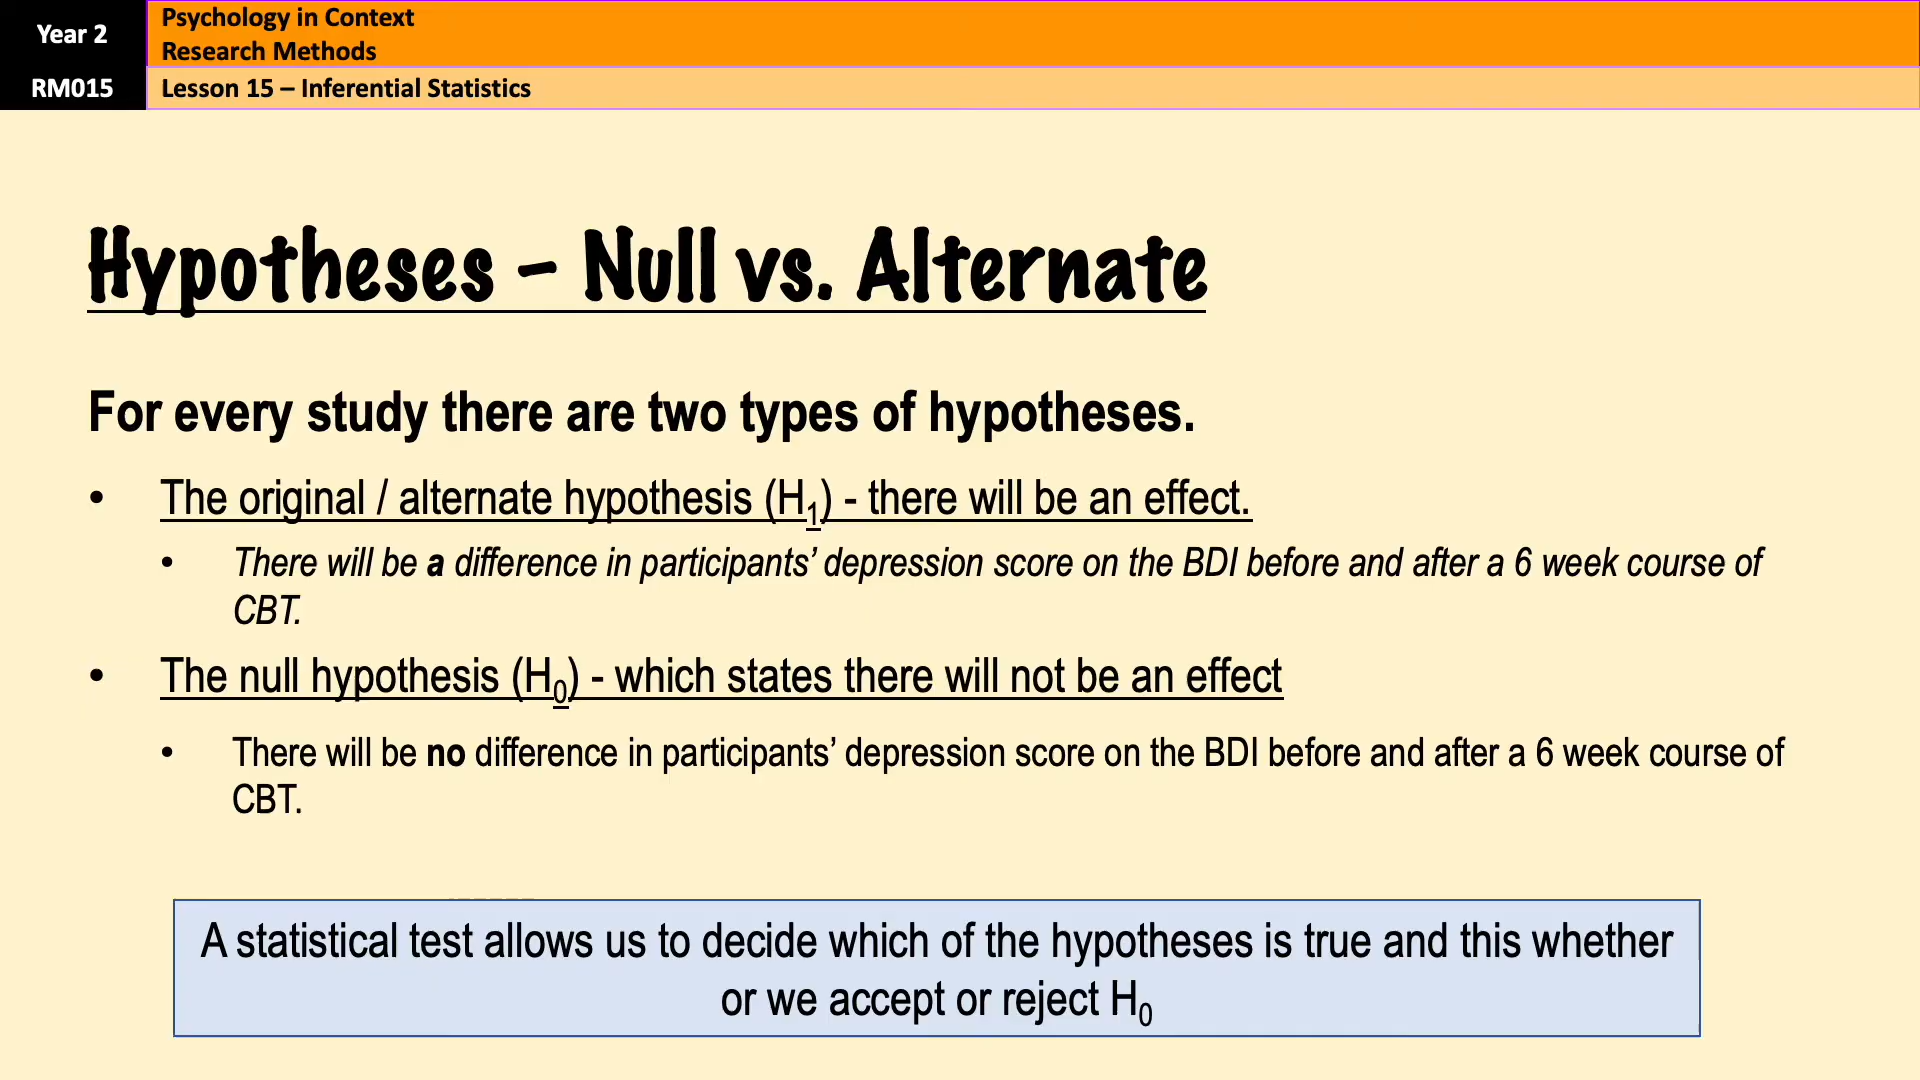 Year 2
Psychology in Context
Research Methods
RM015
Lesson 15 – Inferential Statistics
Hypotheses – Null vs. Alternate
For every study there are two types of hypotheses.
• The original / alternate hypothesis (H₁) - there will be an effect.
• There will be a difference in participants’ depression score on the BDI before and after a 6 week course of
CBT.
• The null hypothesis (H₀) - which states there will not be an effect
• There will be no difference in participants’ depression score on the BDI before and after a 6 week course of
CBT.
A statistical test allows us to decide which of the hypotheses is true and this whether
or we accept or reject H₀